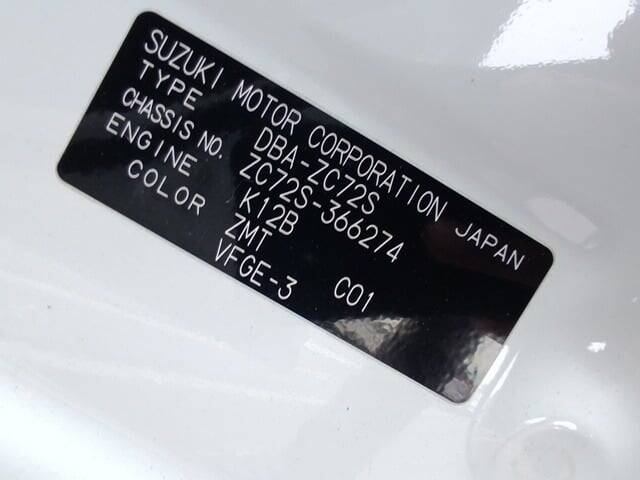 SUZUKI MOTOR CORPORATION JAPAN
TYPE DBA-ZC72S
CHASSIS NO. ZC72S-366274
ENGINE K12B
COLOR ZMT
VFGE-3 C01